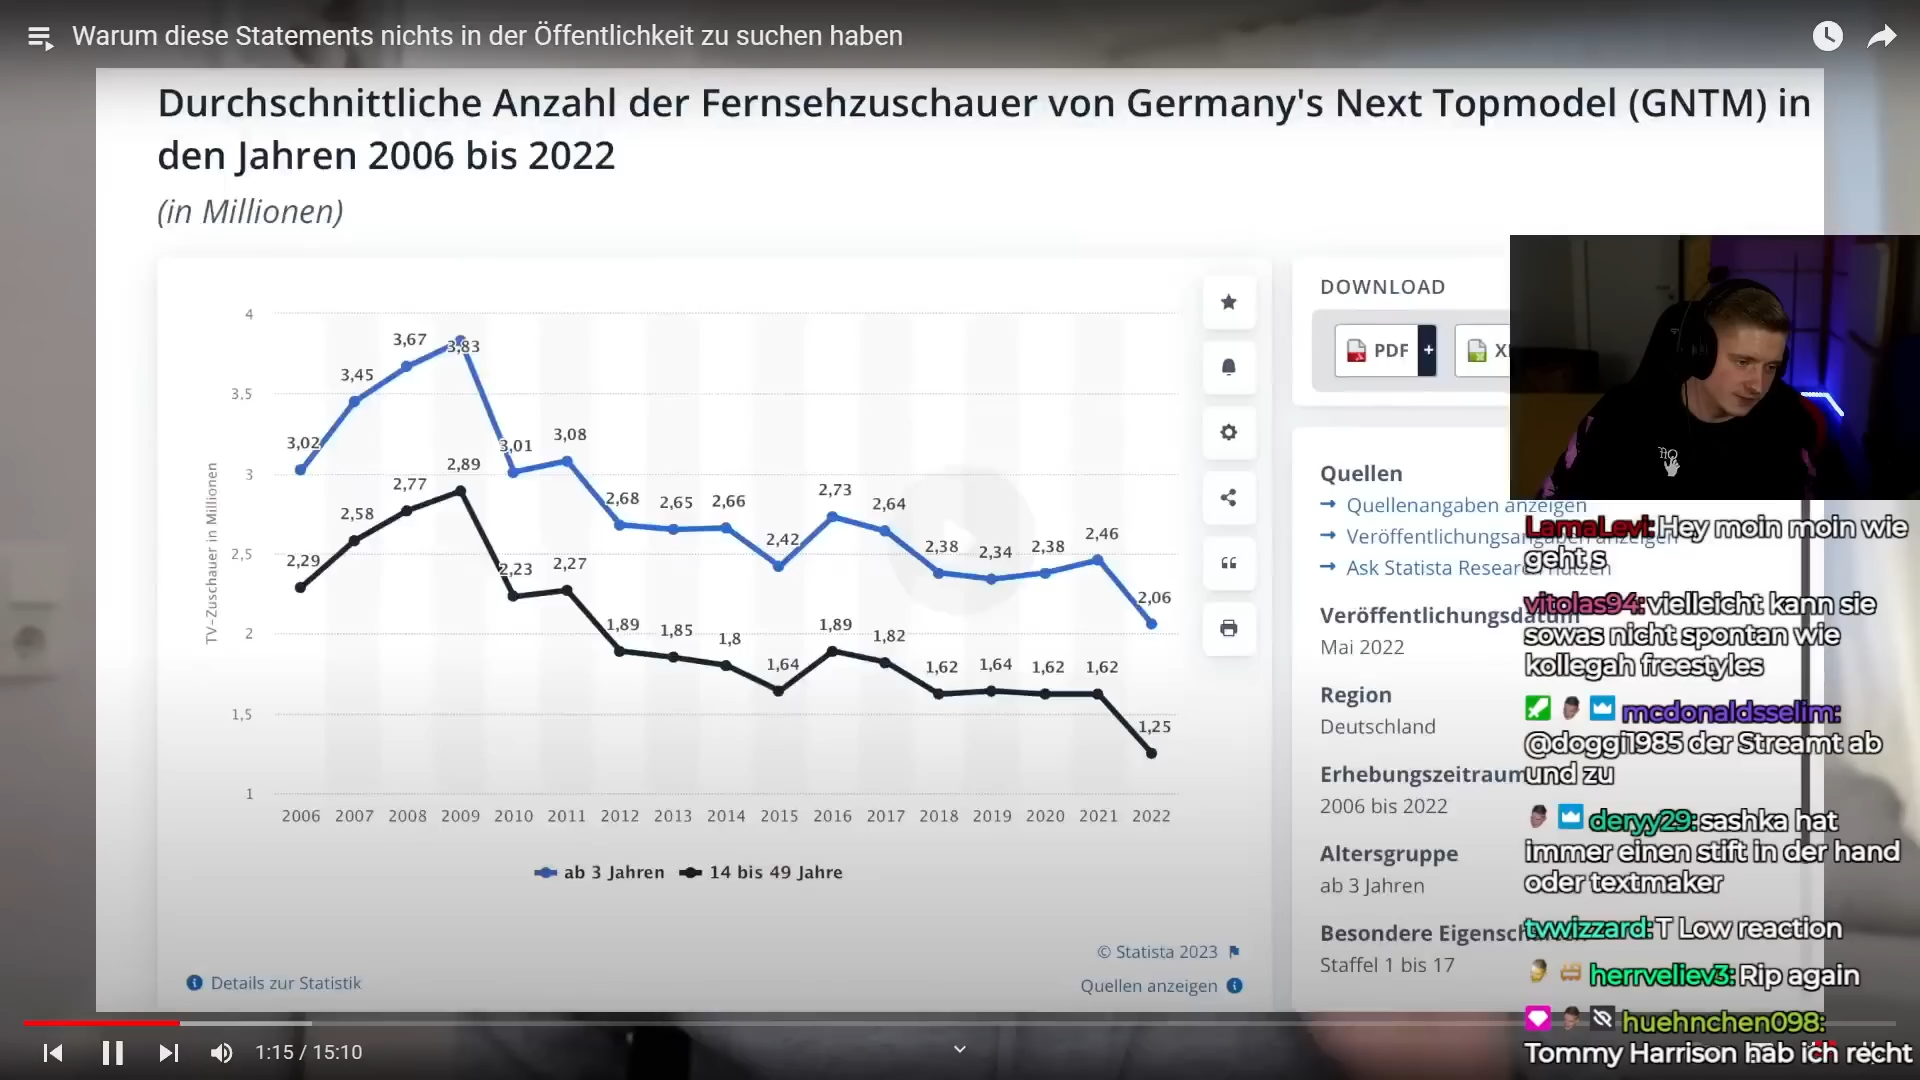 Warum diese Statements nichts in der Öffentlichkeit zu suchen haben
Durchschnittliche Anzahl der Fernsehzuschauer von Germany's Next Topmodel (GNTM) in
den Jahren 2006 bis 2022
(in Millionen)
TV-Zuschauer in Millionen
4
3,5
3
2,5
2
1,5
1
3,02 3,45 3,67 3,83 3,01 3,08 2,68 2,65 2,66 2,42 2,73 2,64 2,38 2,34 2,38 2,46 2,06
2,29 2,58 2,77 2,89 2,23 2,27 1,89 1,85 1,8 1,64 1,89 1,82 1,62 1,64 1,62 1,62 1,25
2006 2007 2008 2009 2010 2011 2012 2013 2014 2015 2016 2017 2018 2019 2020 2021 2022
ab 3 Jahren 14 bis 49 Jahre
© Statista 2023
Details zur Statistik
Quellen anzeigen
DOWNLOAD
PDF +
Quellen
Quellenangaben anzeigen
Veröffentlichungsangaben anzeigen
Ask Statista Research nutzen
Veröffentlichungsdatum
Mai 2022
Region
Deutschland
Erhebungszeitraum
2006 bis 2022
Altersgruppe
ab 3 Jahren
Besondere
Staffel 1 bis 17
LamaLevi: Hey moin moin wie
geht s
vitolas94: vielleicht kann sie
sowas nicht spontan wie
kollegah freestyles
mcdonaldsselim:
@doggi1985 der Streamt ab
und zu
deryy29: sashka hat
immer einen stift in der hand
oder textmaker
tvwizzard: T Low reaction
herrveliev3: Rip again
huehnchen098:
Tommy Harrison hab ich recht
1:15 / 15:10